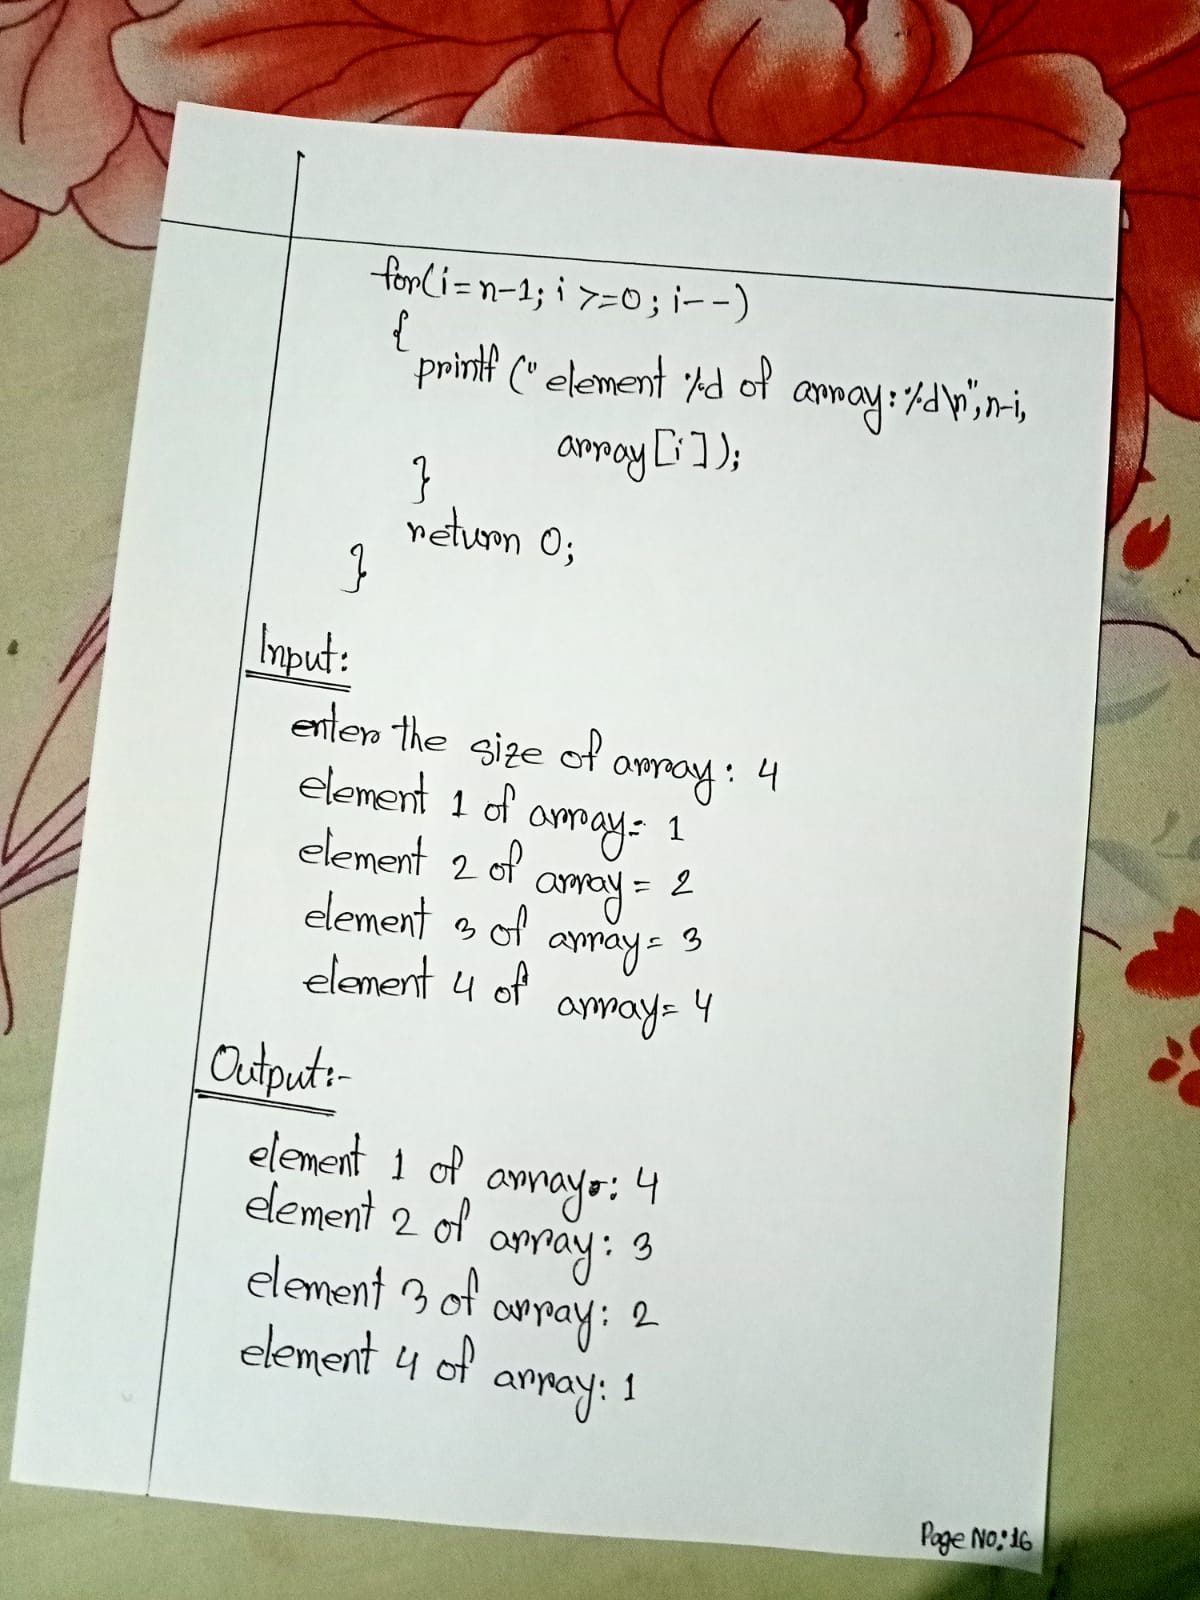 for(i=n-1; i >=0; i--)
{
printf ("element %d of array: %d\n", n-i,
array[i]);
}
return 0;
}
Input:
enter the size of array: 4
element 1 of array= 1
element 2 of array= 2
element 3 of array= 3
element 4 of array= 4
Output:-
element 1 of array: 4
element 2 of array: 3
element 3 of array: 2
element 4 of array: 1
Page No: 16